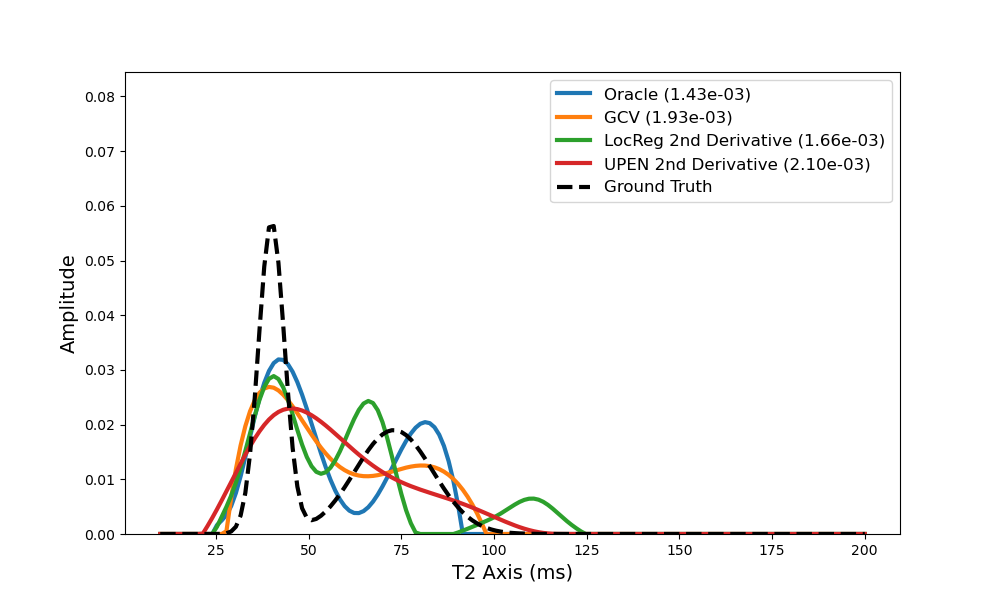 Oracle (1.43e-03)
GCV (1.93e-03)
LocReg 2nd Derivative (1.66e-03)
UPEN 2nd Derivative (2.10e-03)
Ground Truth
Amplitude
0.08
0.07
0.06
0.05
0.04
0.03
0.02
0.01
0.00
25 50 75 100 125 150 175 200
T2 Axis (ms)